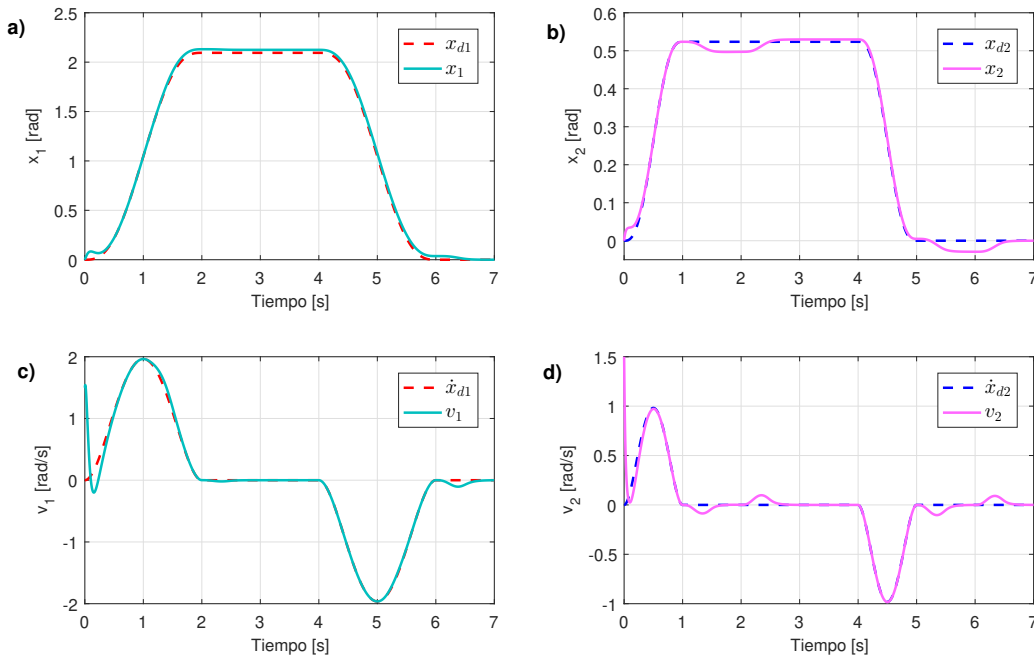 a)
x_1 [rad]
2.5
2
1.5
1
0.5
0
0 1 2 3 4 5 6 7
Tiempo [s]
x_{d1}
x_1
b)
x_2 [rad]
0.6
0.5
0.4
0.3
0.2
0.1
0
0 1 2 3 4 5 6 7
Tiempo [s]
x_{d2}
x_2
c)
v_1 [rad/s]
2
1
0
-1
-2
0 1 2 3 4 5 6 7
Tiempo [s]
ẋ_{d1}
v_1
d)
v_2 [rad/s]
1.5
1
0.5
0
-0.5
-1
0 1 2 3 4 5 6 7
Tiempo [s]
ẋ_{d2}
v_2